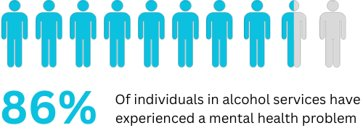 86%
Of individuals in alcohol services have
experienced a mental health problem